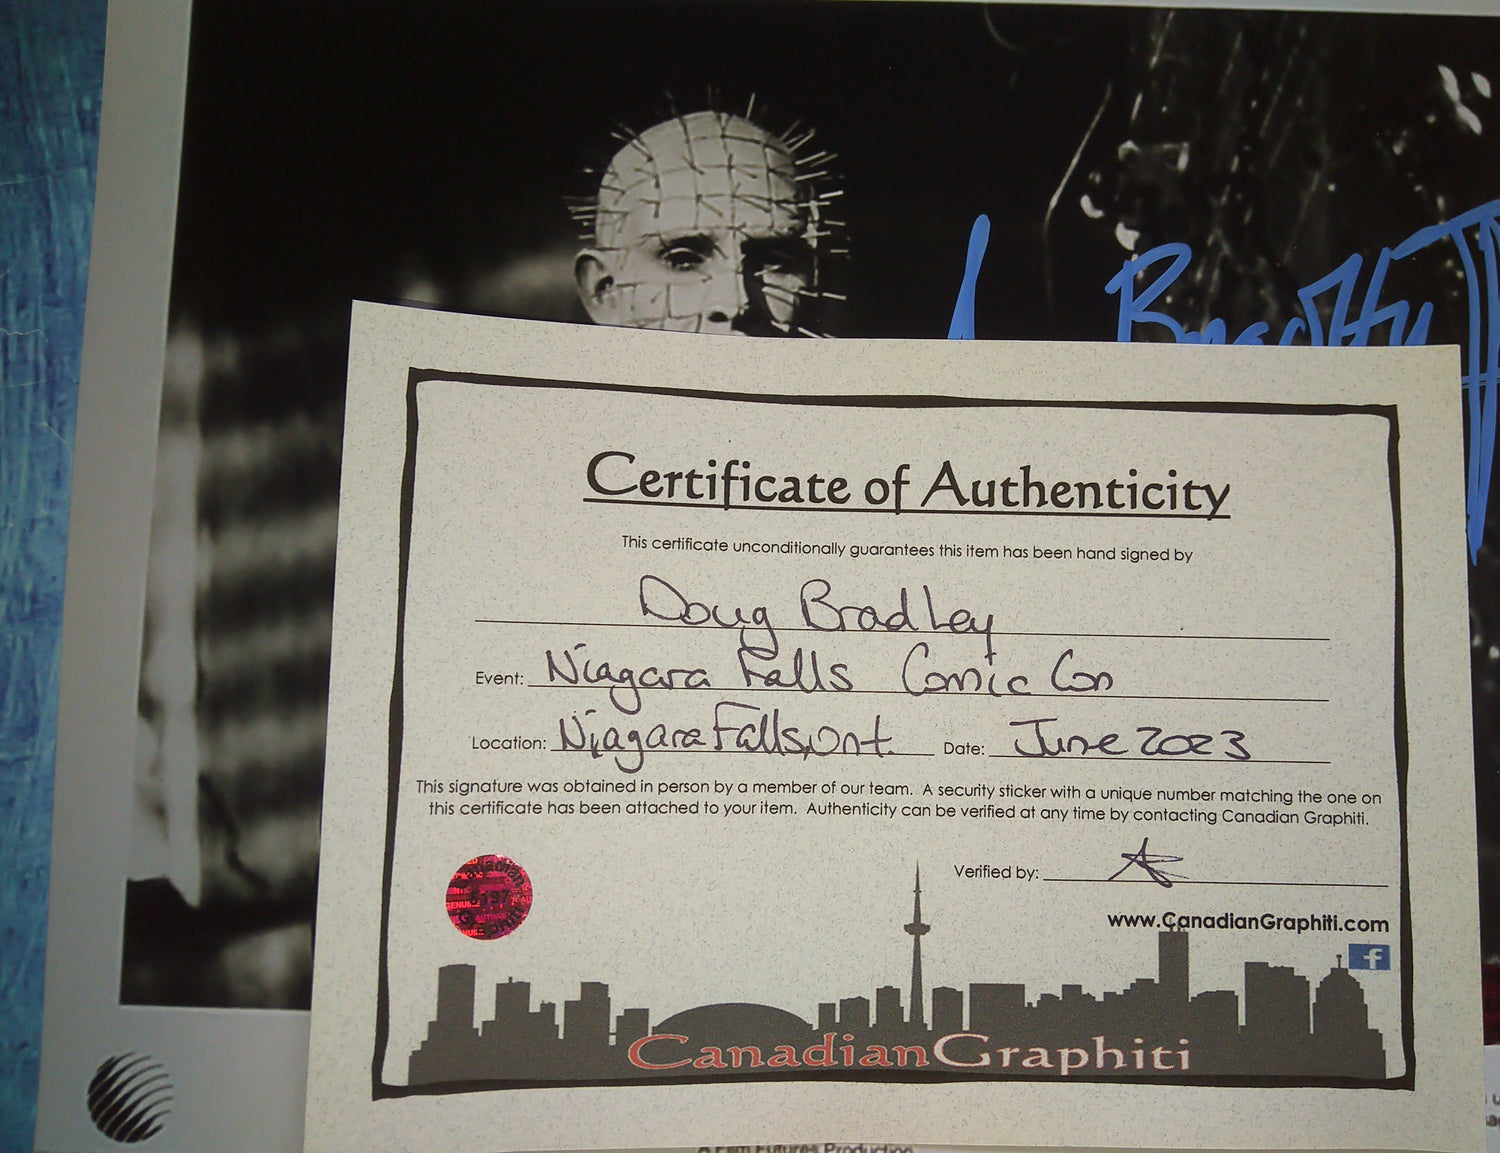 Certificate of Authenticity
This certificate unconditionally guarantees this item has been hand signed by
Doug Bradley
Event: Niagara Falls Comic Con
Location: Niagara Falls, Ont. Date: June 2023
This signature was obtained in person by a member of our team. A security sticker with a unique number matching the one on
this certificate has been attached to your item. Authenticity can be verified at any time by contacting Canadian Graphiti.
Verified by:
www.CanadianGraphiti.com
f
CanadianGraphiti
A Film Futures Production